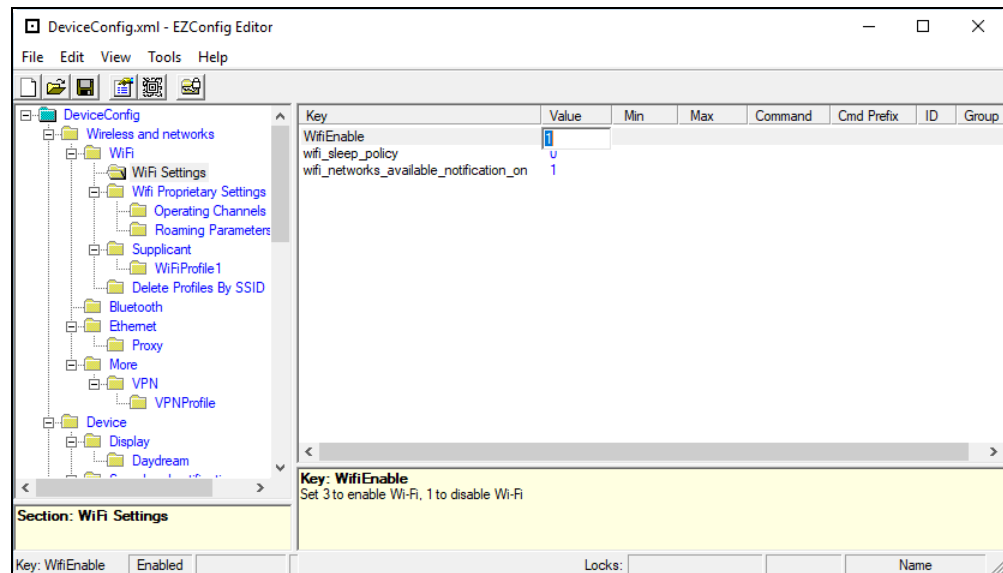 DeviceConfig.xml - EZConfig Editor
File Edit View Tools Help
DeviceConfig
Wireless and networks
WiFi
WiFi Settings
Wifi Proprietary Settings
Operating Channels
Roaming Parameters
Supplicant
WiFiProfile1
Delete Profiles By SSID
Bluetooth
Ethernet
Proxy
More
VPN
VPNProfile
Device
Display
Daydream
Section: WiFi Settings
Key Value Min Max Command Cmd Prefix ID Group
WifiEnable 1
wifi_sleep_policy 0
wifi_networks_available_notification_on 1
Key: WifiEnable
Set 3 to enable Wi-Fi, 1 to disable Wi-Fi
Key: WifiEnable Enabled Locks: Name